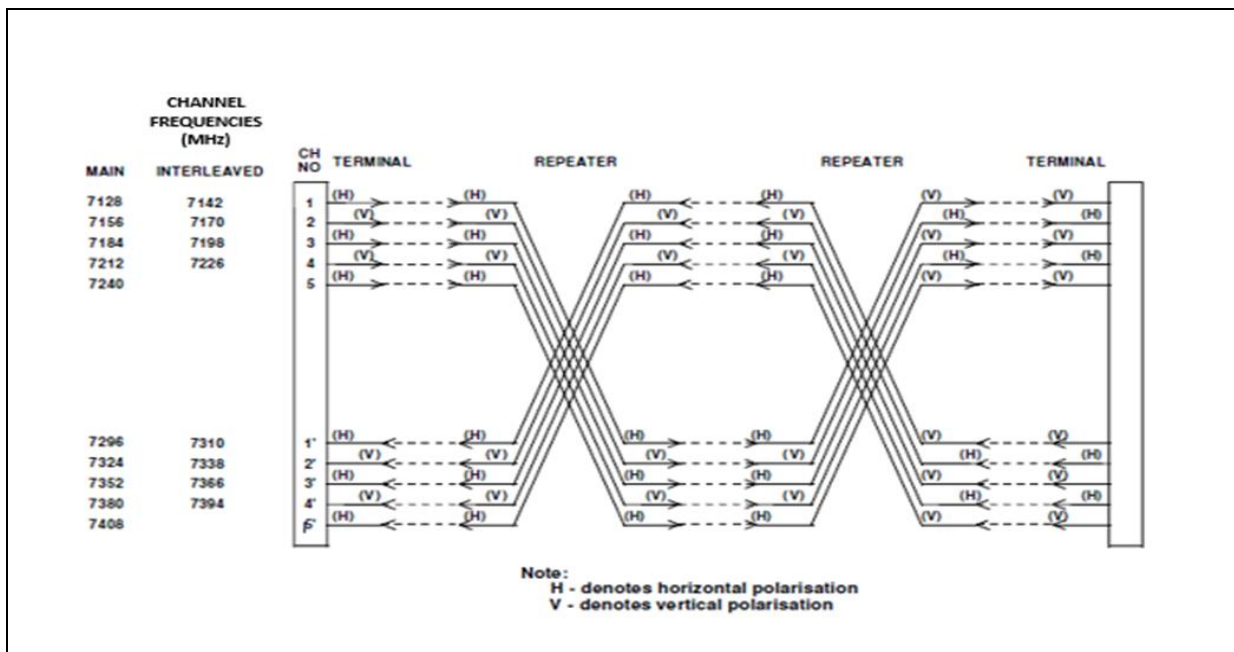 CHANNEL
FREQUENCIES
(MHz)
MAIN INTERLEAVED CH
NO TERMINAL REPEATER REPEATER TERMINAL
7128 7142 1 (H) (H) (H) (H) (V) (V)
7156 7170 2 (V) (V) (V) (V) (H) (H)
7184 7198 3 (H) (H) (H) (H) (V) (V)
7212 7226 4 (V) (V) (V) (V) (H) (H)
7240 5 (H) (H) (H) (H) (V) (V)
7296 7310 1' (H) (H) (H) (H) (V) (V)
7324 7338 2' (V) (V) (V) (V) (H) (H)
7352 7366 3' (H) (H) (H) (H) (V) (V)
7380 7394 4' (V) (V) (V) (V) (H) (H)
7408 5' (H) (H) (H) (H) (V) (V)
Note:
H - denotes horizontal polarisation
V - denotes vertical polarisation